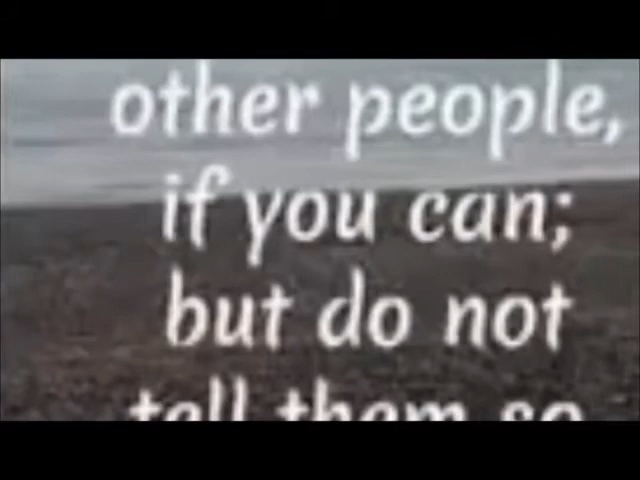 other people,
if you can;
but do not
tell them so